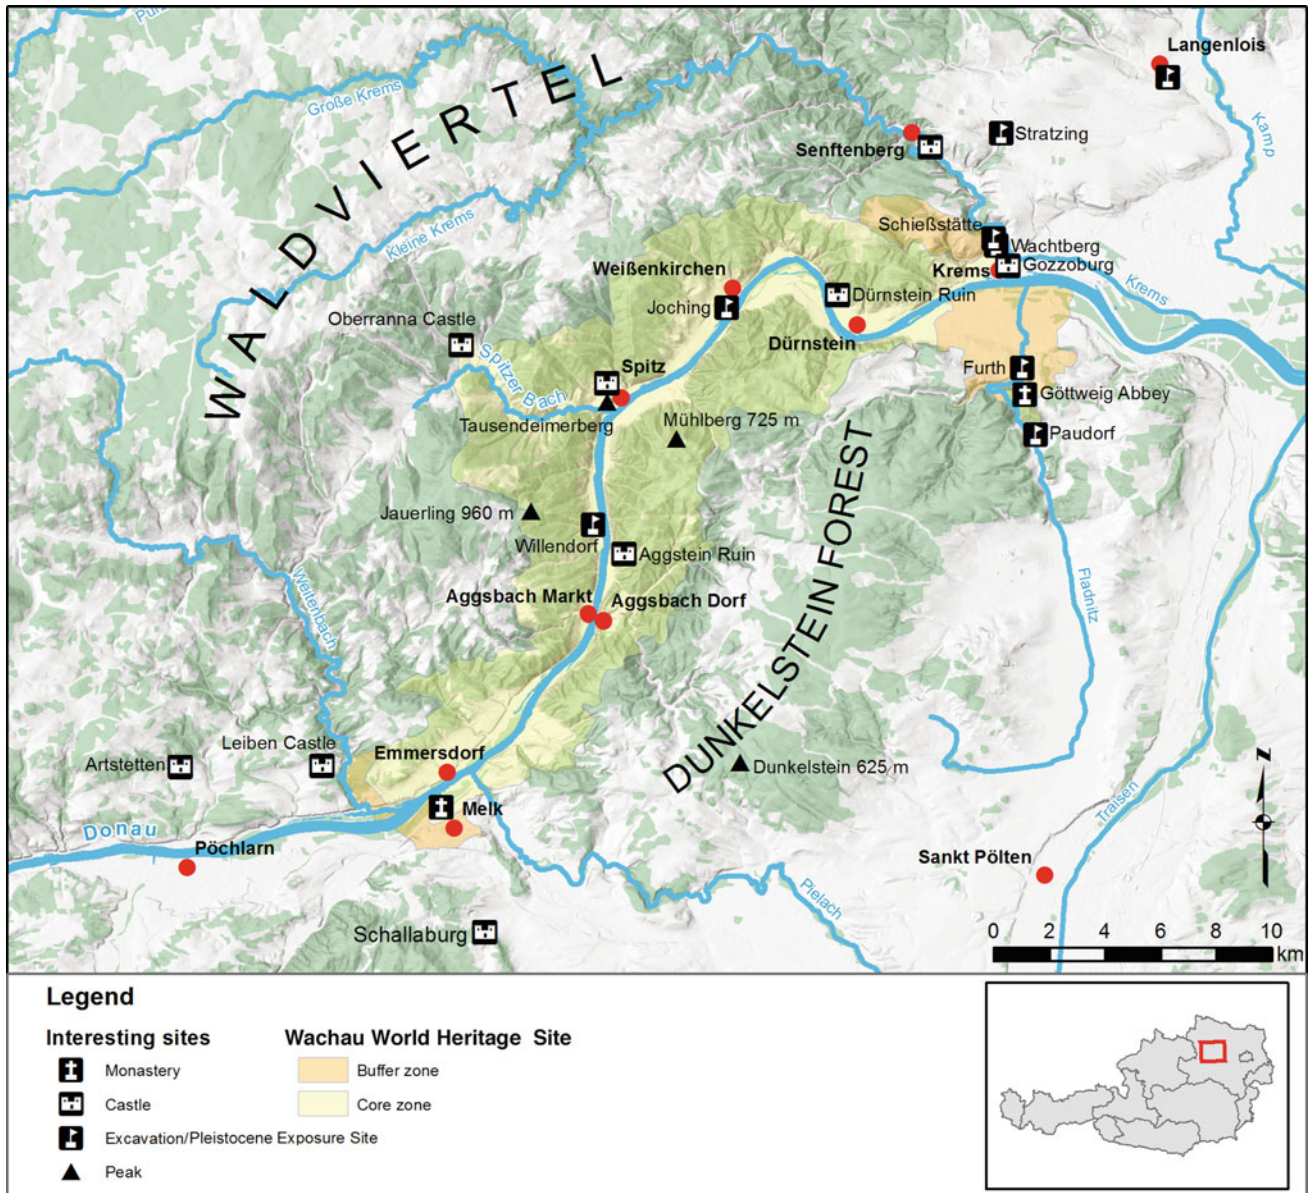 Langenlois
Pur
Große Krems
WALDVIERTEL
Kamp
Stratzing
Senftenberg
Kleine Krems
Schießstätte
Wachtberg
Gozzoburg
Krems
Krems
Weißenkirchen
Joching
Dürnstein Ruin
Dürnstein
Oberranna Castle
Spitzer Bach
Spitz
Furth
Göttweig Abbey
Tausendeimerberg
Mühlberg 725 m
Paudorf
DUNKELSTEIN FOREST
Jauerling 960 m
Willendorf
Aggstein Ruin
Weitenbach
Fladnitz
Aggsbach Markt
Aggsbach Dorf
Leiben Castle
Artstetten
Emmersdorf
Dunkelstein 625 m
N
Melk
Donau
Pöchlarn
Traisen
Sankt Pölten
Pielach
Schallaburg
0 2 4 6 8 10
km
Legend
Interesting sites
Monastery
Castle
Excavation/Pleistocene Exposure Site
Peak
Wachau World Heritage Site
Buffer zone
Core zone